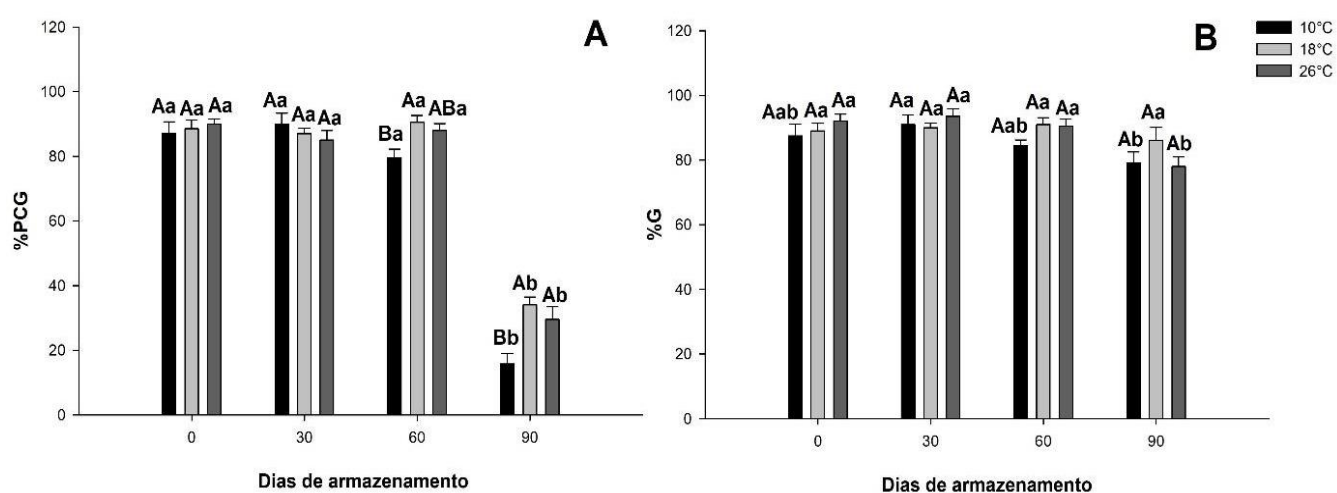 A
%PCG
120
100
80
60
40
20
0
Aa Aa Aa
Aa Aa Aa
Ba Aa ABa
Bb Ab Ab
0 30 60 90
Dias de armazenamento
B
10°C
18°C
26°C
%G
120
100
80
60
40
20
0
Aab Aa Aa
Aa Aa Aa
Aab Aa Aa
Ab Aa Ab
0 30 60 90
Dias de armazenamento